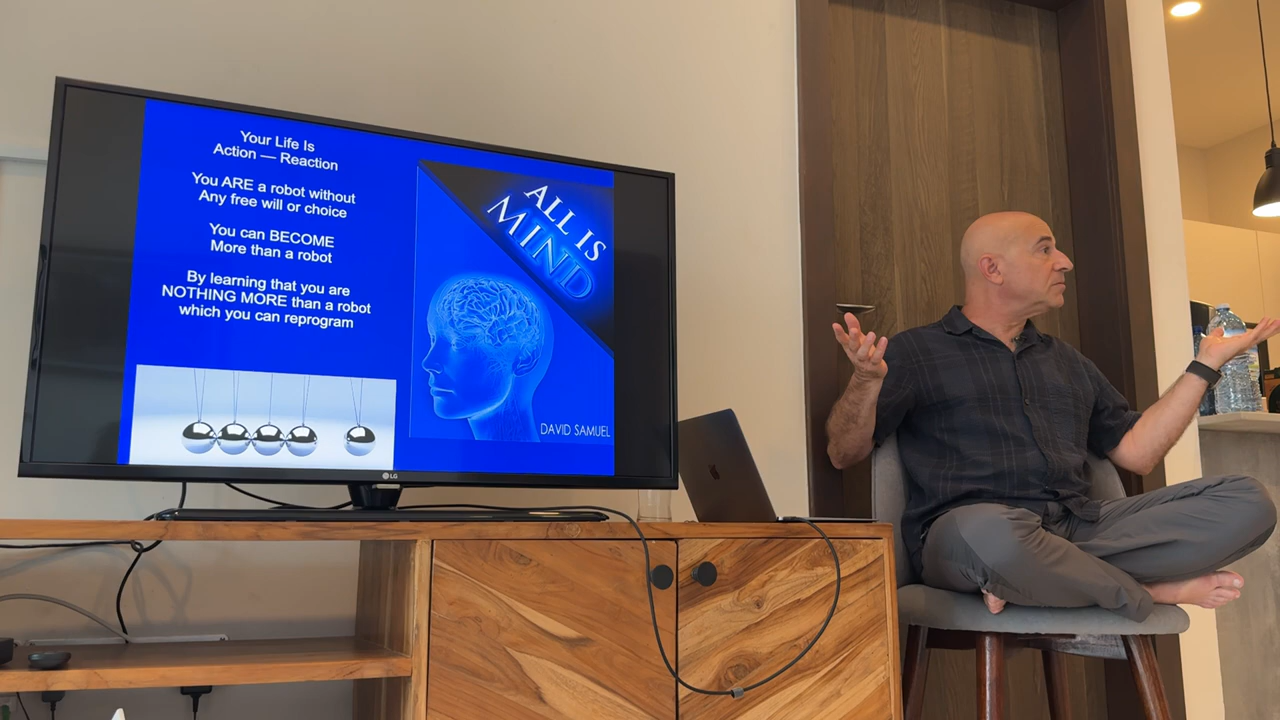 Your Life Is
Action — Reaction
You ARE a robot without
Any free will or choice
You can BECOME
More than a robot
By learning that you are
NOTHING MORE than a robot
which you can reprogram
ALL IS
MIND
DAVID SAMUEL
LG